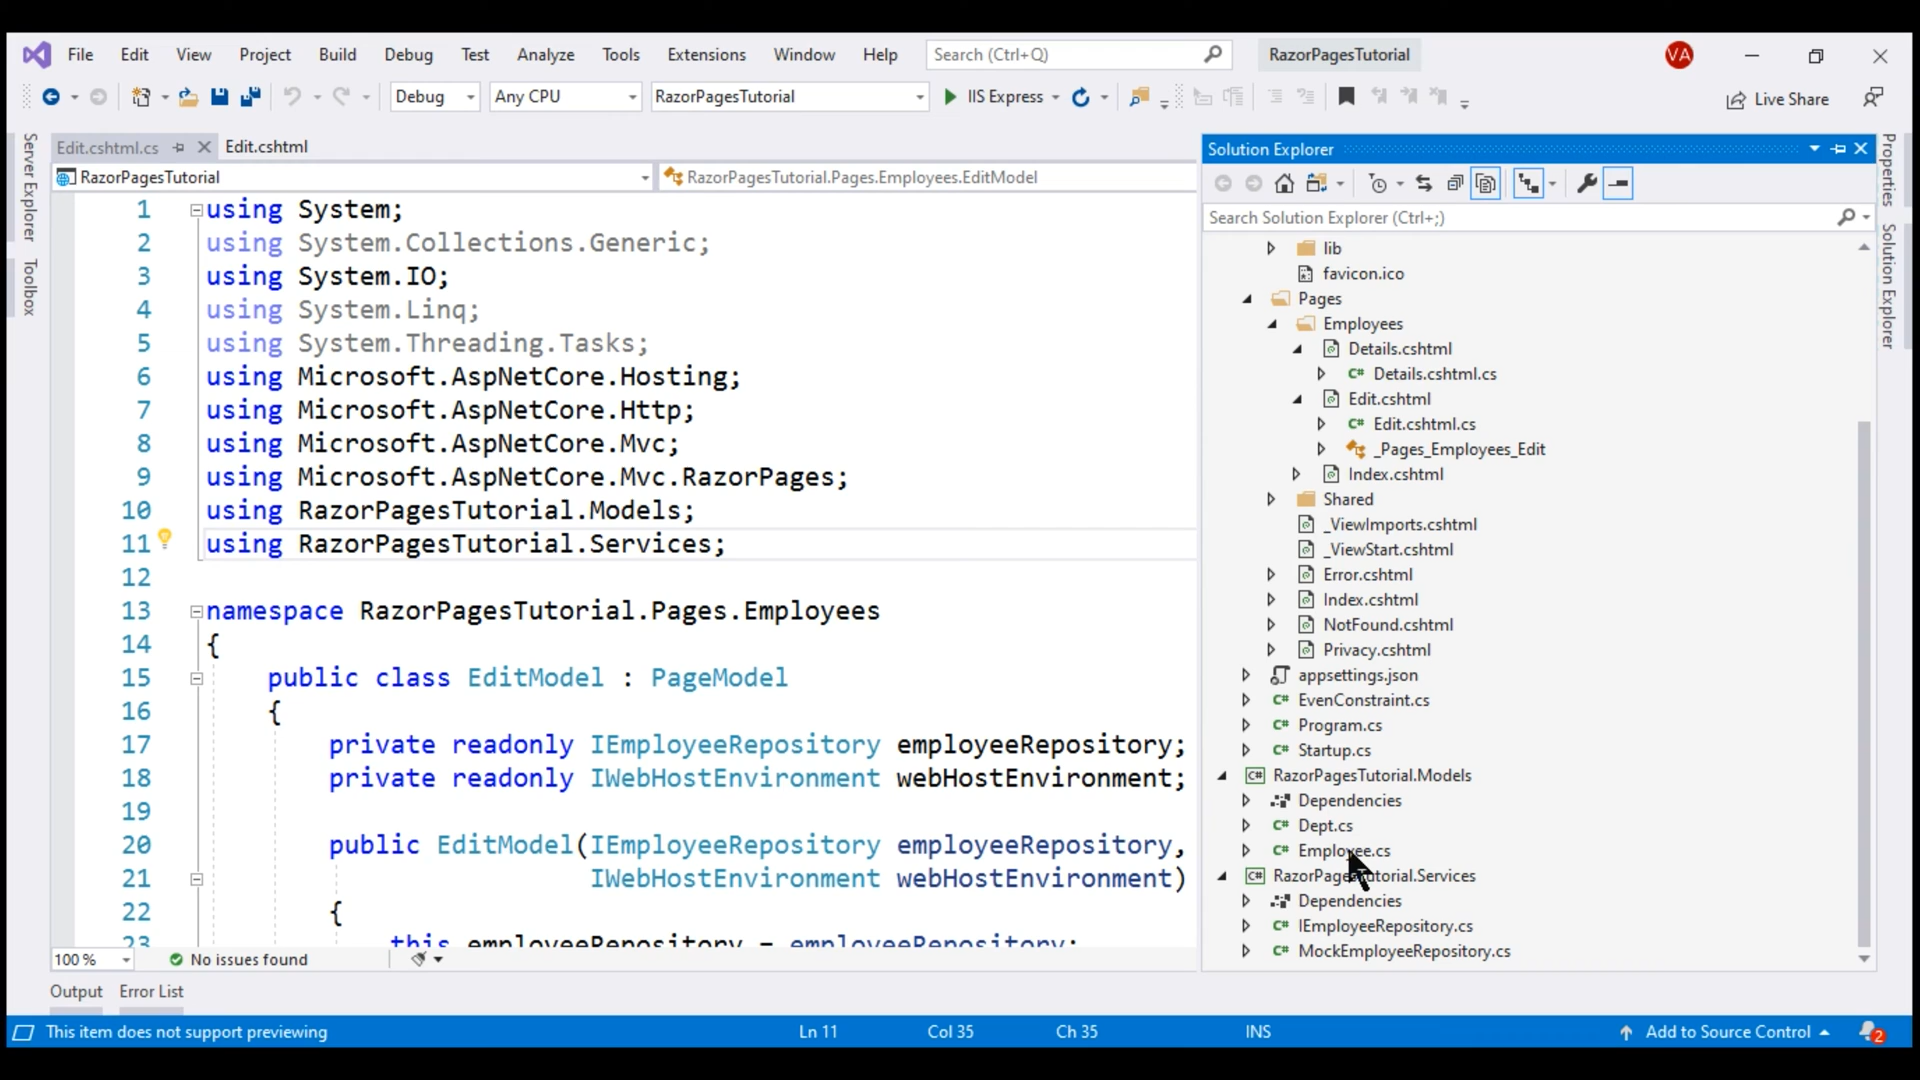 File Edit View Project Build Debug Test Analyze Tools Extensions Window Help Search (Ctrl+Q) RazorPagesTutorial VA
Debug Any CPU RazorPagesTutorial IIS Express Live Share
Server Explorer
Toolbox
Edit.cshtml.cs Edit.cshtml
RazorPagesTutorial RazorPagesTutorial.Pages.Employees.EditModel
1 using System;
2 using System.Collections.Generic;
3 using System.IO;
4 using System.Linq;
5 using System.Threading.Tasks;
6 using Microsoft.AspNetCore.Hosting;
7 using Microsoft.AspNetCore.Http;
8 using Microsoft.AspNetCore.Mvc;
9 using Microsoft.AspNetCore.Mvc.RazorPages;
10 using RazorPagesTutorial.Models;
11 using RazorPagesTutorial.Services;
12
13 namespace RazorPagesTutorial.Pages.Employees
14 {
15 public class EditModel : PageModel
16 {
17 private readonly IEmployeeRepository employeeRepository;
18 private readonly IWebHostEnvironment webHostEnvironment;
19
20 public EditModel(IEmployeeRepository employeeRepository,
21 IWebHostEnvironment webHostEnvironment)
22 {
23 this.employeeRepository = employeeRepository;
100 % No issues found
Solution Explorer
Search Solution Explorer (Ctrl+;)
lib
favicon.ico
Pages
Employees
Details.cshtml
C# Details.cshtml.cs
Edit.cshtml
C# Edit.cshtml.cs
_Pages_Employees_Edit
Index.cshtml
Shared
_ViewImports.cshtml
_ViewStart.cshtml
Error.cshtml
Index.cshtml
NotFound.cshtml
Privacy.cshtml
appsettings.json
C# EvenConstraint.cs
C# Program.cs
C# Startup.cs
C# RazorPagesTutorial.Models
Dependencies
C# Dept.cs
C# Employee.cs
C# RazorPagesTutorial.Services
Dependencies
C# IEmployeeRepository.cs
C# MockEmployeeRepository.cs
Properties
Solution Explorer
Output Error List
This item does not support previewing Ln 11 Col 35 Ch 35 INS Add to Source Control 2